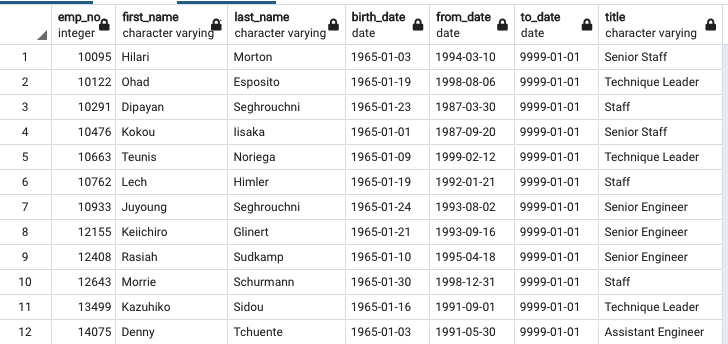 emp_no first_name last_name birth_date from_date to_date title
integer character varying character varying date date date character varying
1 10095 Hilari Morton 1965-01-03 1994-03-10 9999-01-01 Senior Staff
2 10122 Ohad Esposito 1965-01-19 1998-08-06 9999-01-01 Technique Leader
3 10291 Dipayan Seghrouchni 1965-01-23 1987-03-30 9999-01-01 Staff
4 10476 Kokou Iisaka 1965-01-01 1987-09-20 9999-01-01 Senior Staff
5 10663 Teunis Noriega 1965-01-09 1999-02-12 9999-01-01 Technique Leader
6 10762 Lech Himler 1965-01-19 1992-01-21 9999-01-01 Staff
7 10933 Juyoung Seghrouchni 1965-01-24 1993-08-02 9999-01-01 Senior Engineer
8 12155 Keiichiro Glinert 1965-01-21 1993-09-16 9999-01-01 Senior Engineer
9 12408 Rasiah Sudkamp 1965-01-10 1995-04-18 9999-01-01 Senior Engineer
10 12643 Morrie Schurmann 1965-01-30 1998-12-31 9999-01-01 Staff
11 13499 Kazuhiko Sidou 1965-01-16 1991-09-01 9999-01-01 Technique Leader
12 14075 Denny Tchuente 1965-01-03 1991-05-30 9999-01-01 Assistant Engineer